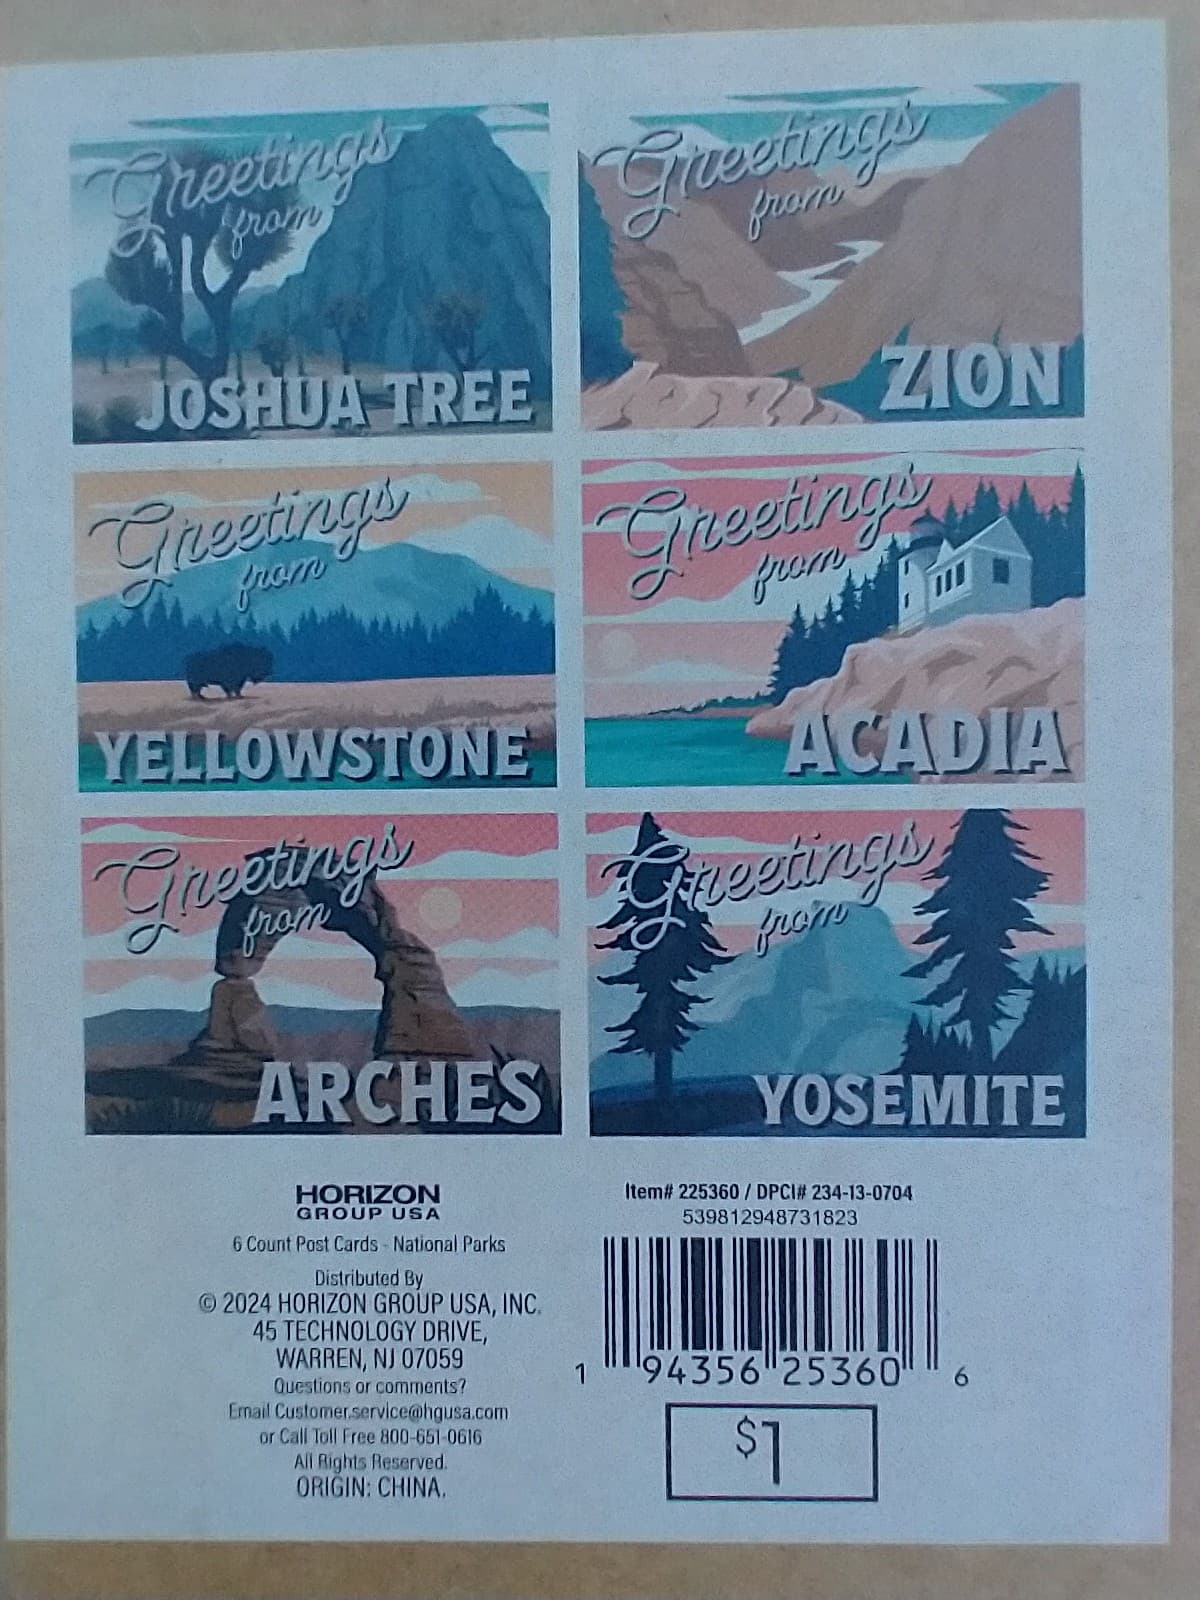 Greetings
from
JOSHUA TREE
Greetings
from
ZION
Greetings
from
YELLOWSTONE
Greetings
from
ACADIA
Greetings
from
ARCHES
Greetings
from
YOSEMITE
HORIZON
GROUP USA
6 Count Post Cards - National Parks
Distributed By
© 2024 HORIZON GROUP USA, INC.
45 TECHNOLOGY DRIVE,
WARREN, NJ 07059
Questions or comments?
Email Customer.service@hgusa.com
or Call Toll Free 800-651-0616
All Rights Reserved.
ORIGIN: CHINA.
Item# 225360 / DPCI# 234-13-0704
539812948731823
1 94356 25360 6
$1